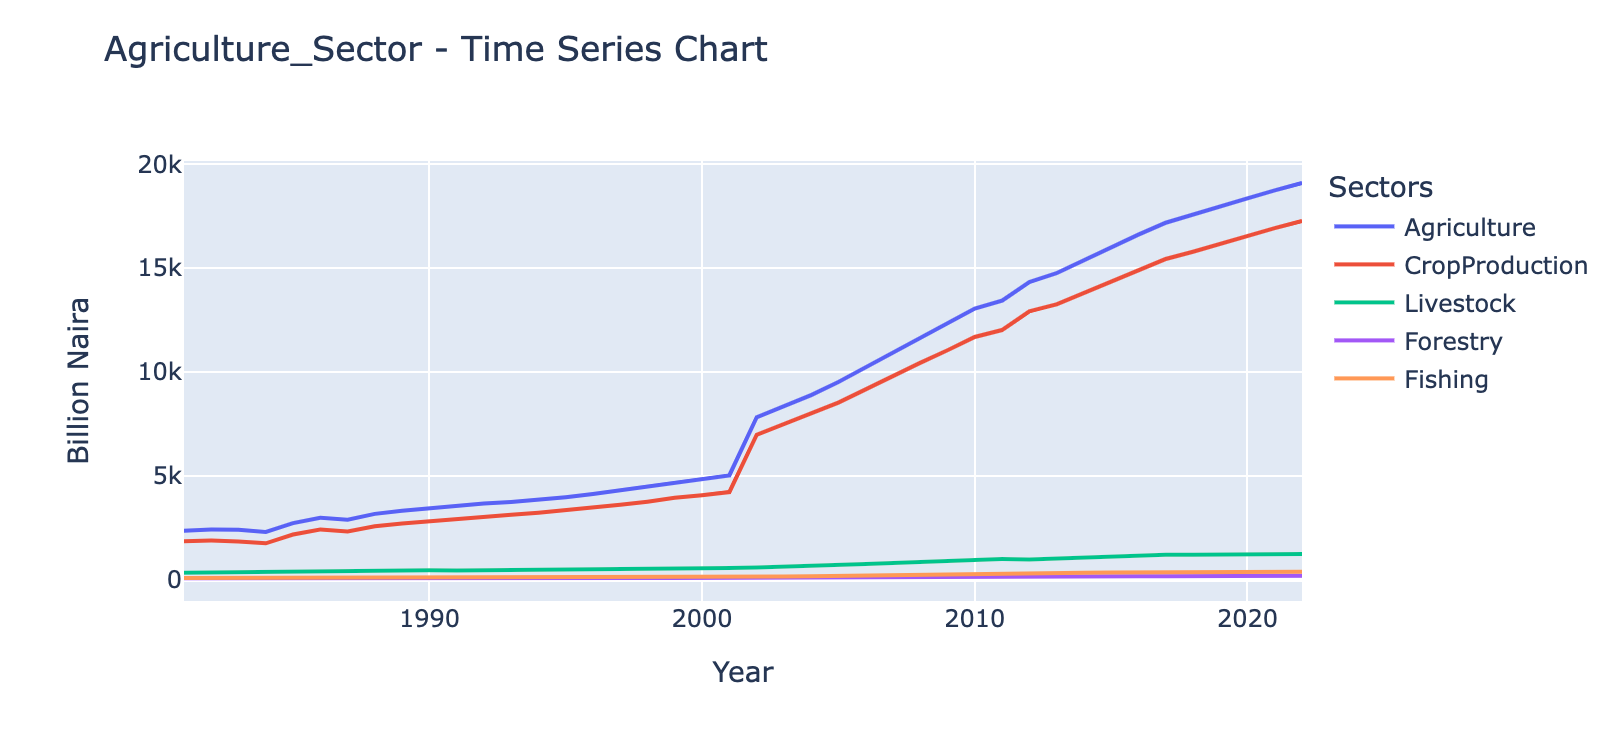 Agriculture_Sector - Time Series Chart
20k
15k
10k
5k
0
Billion Naira
1990
2000
2010
2020
Year
Sectors
Agriculture
CropProduction
Livestock
Forestry
Fishing